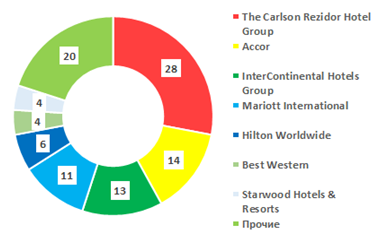 The Carlson Rezidor Hotel
Group
Accor
InterContinental Hotels
Group
Mariott International
Hilton Worldwide
Best Western
Starwood Hotels &
Resorts
Прочие
28
14
13
11
6
4
4
20